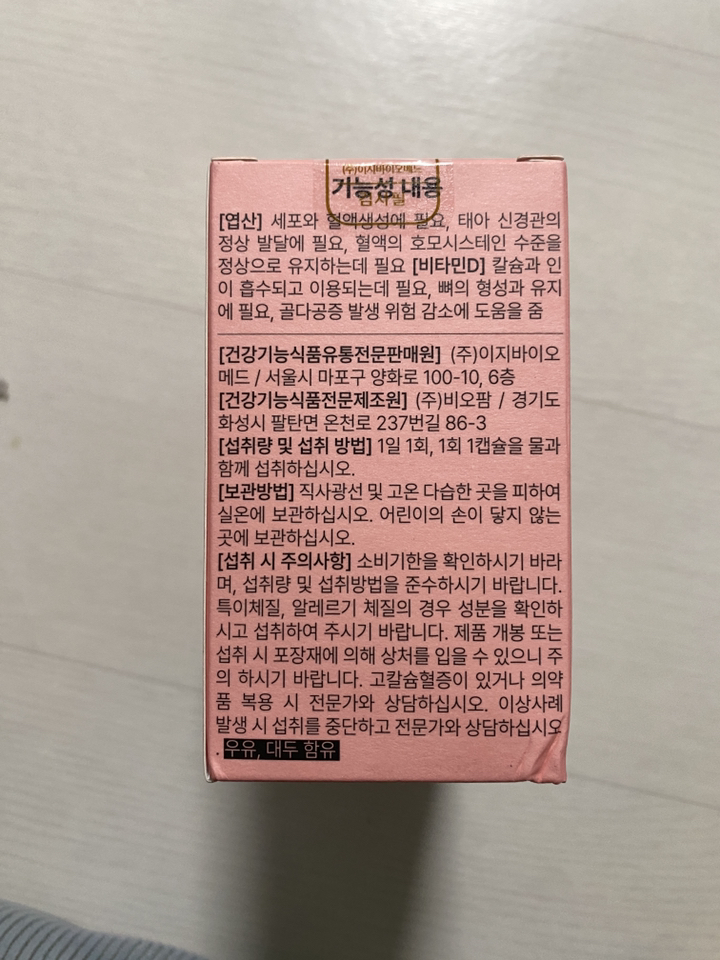 (주)이지바이오메드
기능성 내용
검사필
[엽산] 세포와 혈액생성에 필요, 태아 신경관의
정상 발달에 필요, 혈액의 호모시스테인 수준을
정상으로 유지하는데 필요 [비타민D] 칼슘과 인
이 흡수되고 이용되는데 필요, 뼈의 형성과 유지
에 필요, 골다공증 발생 위험 감소에 도움을 줌
[건강기능식품유통전문판매원] (주)이지바이오
메드 / 서울시 마포구 양화로 100-10, 6층
[건강기능식품전문제조원] (주)비오팜 / 경기도
화성시 팔탄면 온천로 237번길 86-3
[섭취량 및 섭취 방법] 1일 1회, 1회 1캡슐을 물과
함께 섭취하십시오.
[보관방법] 직사광선 및 고온 다습한 곳을 피하여
실온에 보관하십시오. 어린이의 손이 닿지 않는
곳에 보관하십시오.
[섭취 시 주의사항] 소비기한을 확인하시기 바라
며, 섭취량 및 섭취방법을 준수하시기 바랍니다.
특이체질, 알레르기 체질의 경우 성분을 확인하
시고 섭취하여 주시기 바랍니다. 제품 개봉 또는
섭취 시 포장재에 의해 상처를 입을 수 있으니 주
의 하시기 바랍니다. 고칼슘혈증이 있거나 의약
품 복용 시 전문가와 상담하십시오. 이상사례
발생 시 섭취를 중단하고 전문가와 상담하십시오
. 우유, 대두 함유